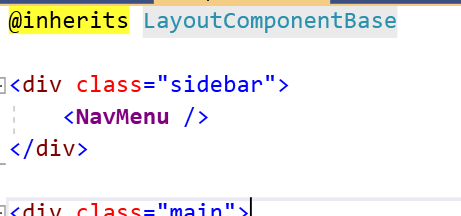 @inherits LayoutComponentBase
<div class="sidebar">
    <NavMenu />
</div>
<div class="main">